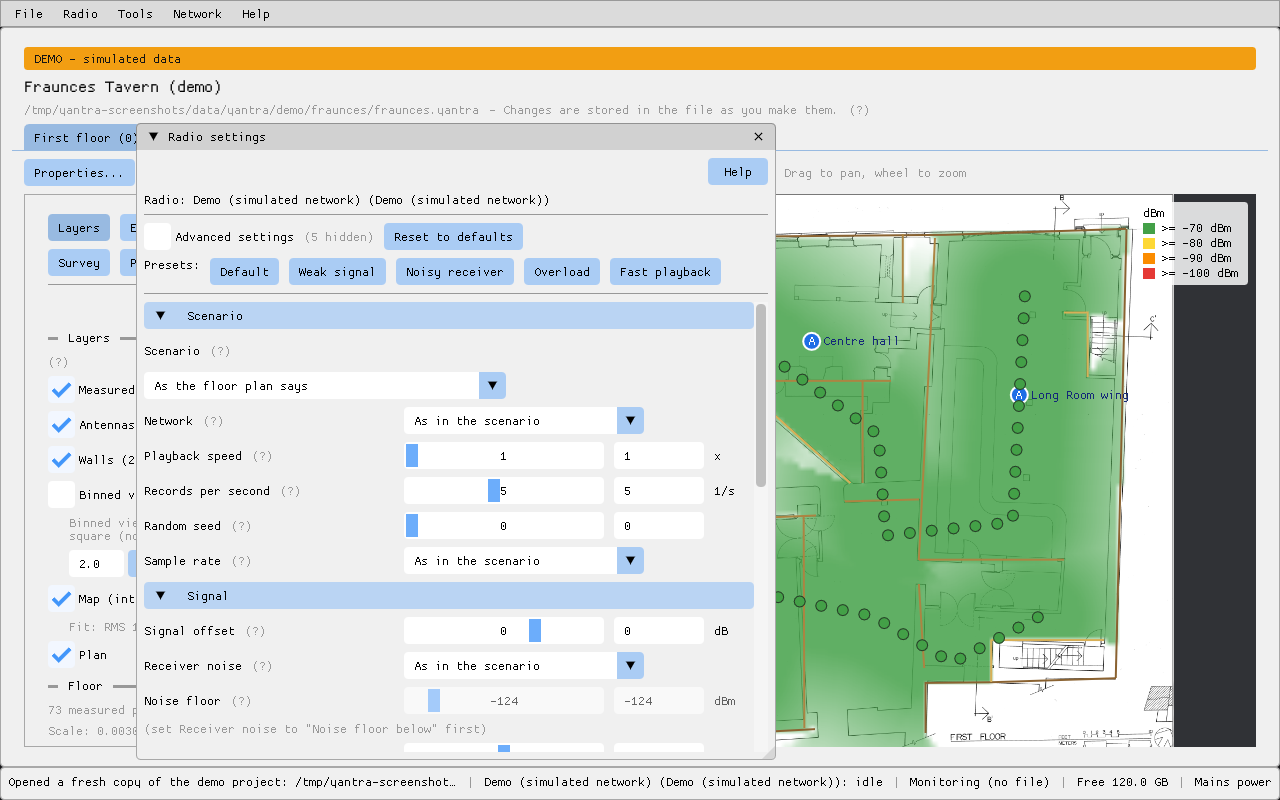 File Radio Tools Network Help
DEMO - simulated data
Fraunces Tavern (demo)
/tmp/yantra-screenshots/data/yantra/demo/fraunces/fraunces.yantra - Changes are stored in the file as you make them. (?)
First floor (0)
Radio settings
Properties...
Help
Drag to pan, wheel to zoom
Radio: Demo (simulated network) (Demo (simulated network))
Layers
Survey
Advanced settings (5 hidden) Reset to defaults
Presets: Default Weak signal Noisy receiver Overload Fast playback
Scenario
Scenario (?)
As the floor plan says
Network (?) As in the scenario
Playback speed (?) 1 1 x
Records per second (?) 5 5 1/s
Random seed (?) 0 0
Sample rate (?) As in the scenario
Signal
Signal offset (?) 0 0 dB
Receiver noise (?) As in the scenario
Noise floor (?) -124 -124 dBm
(set Receiver noise to "Noise floor below" first)
Layers
(?)
Measured
Antennas
Walls (2
Binned v
Binned vie
square (no
2.0
Map (int
Fit: RMS
Plan
Floor
73 measured p
Scale: 0.0030
dBm
>= -70 dBm
>= -80 dBm
>= -90 dBm
>= -100 dBm
A Centre hall
A Long Room wing
B
C'
B'
FIRST FLOOR
FEET
METERS
Opened a fresh copy of the demo project: /tmp/yantra-screenshot… | Demo (simulated network) (Demo (simulated network)): idle | Monitoring (no file) | Free 120.0 GB | Mains power